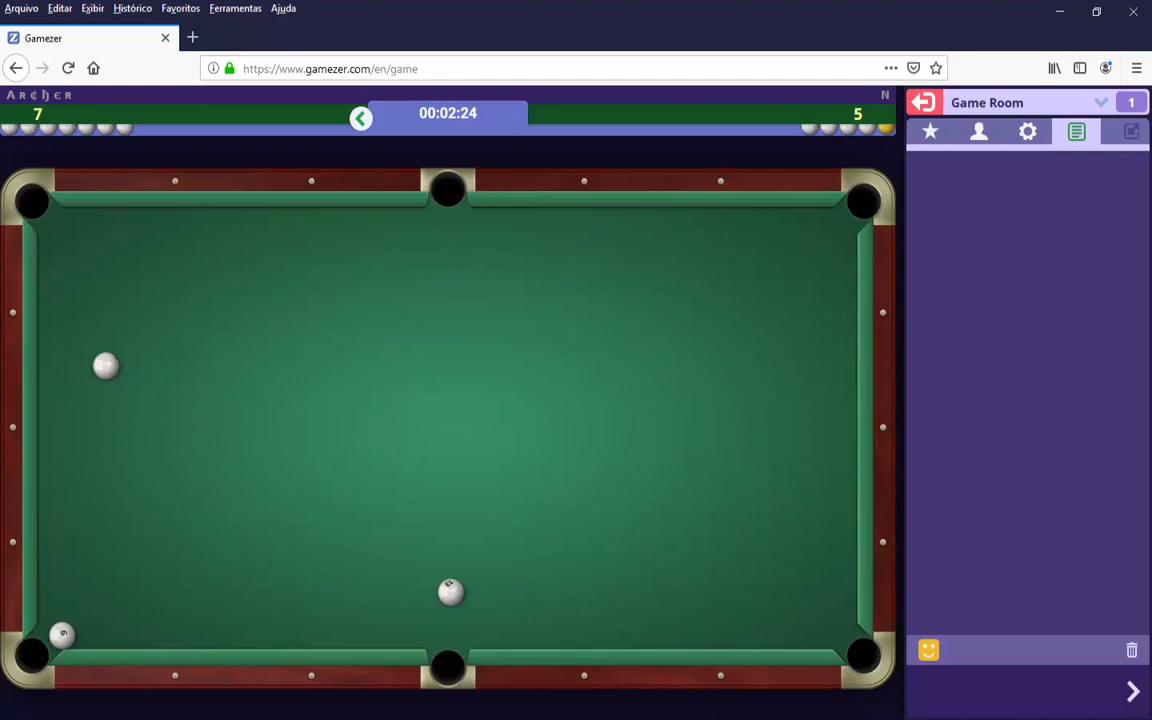 Arquivo Editar Exibir Histórico Favoritos Ferramentas Ajuda
Gamezer
https://www.gamezer.com/en/game
N
7 00:02:24 5
Game Room 1
6